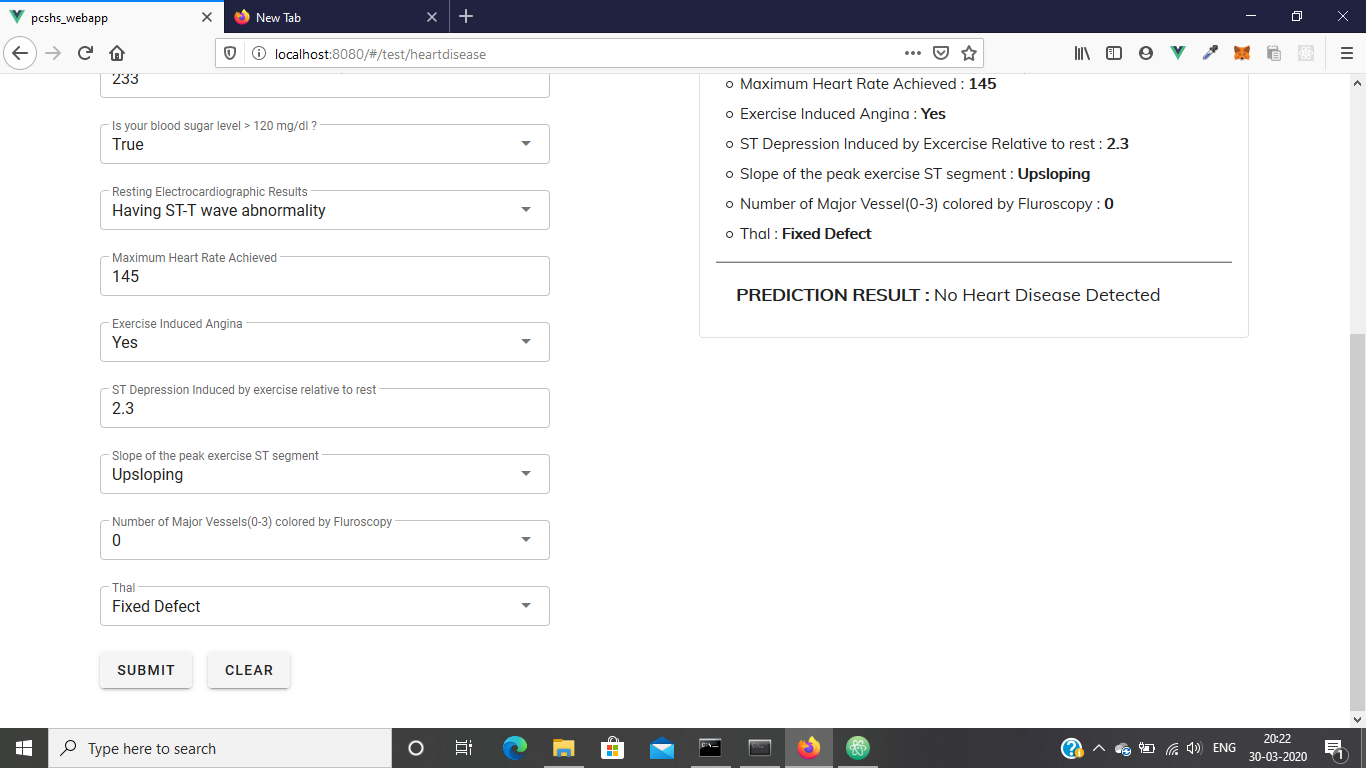 pcshs_webapp
New Tab
localhost:8080/#/test/heartdisease
233
Is your blood sugar level > 120 mg/dl ?
True
Resting Electrocardiographic Results
Having ST-T wave abnormality
Maximum Heart Rate Achieved
145
Exercise Induced Angina
Yes
ST Depression Induced by exercise relative to rest
2.3
Slope of the peak exercise ST segment
Upsloping
Number of Major Vessels(0-3) colored by Fluroscopy
0
Thal
Fixed Defect
SUBMIT
CLEAR
Maximum Heart Rate Achieved : 145
Exercise Induced Angina : Yes
ST Depression Induced by Excercise Relative to rest : 2.3
Slope of the peak exercise ST segment : Upsloping
Number of Major Vessel(0-3) colored by Fluroscopy : 0
Thal : Fixed Defect
PREDICTION RESULT : No Heart Disease Detected
Type here to search
ENG
20:22
30-03-2020
1